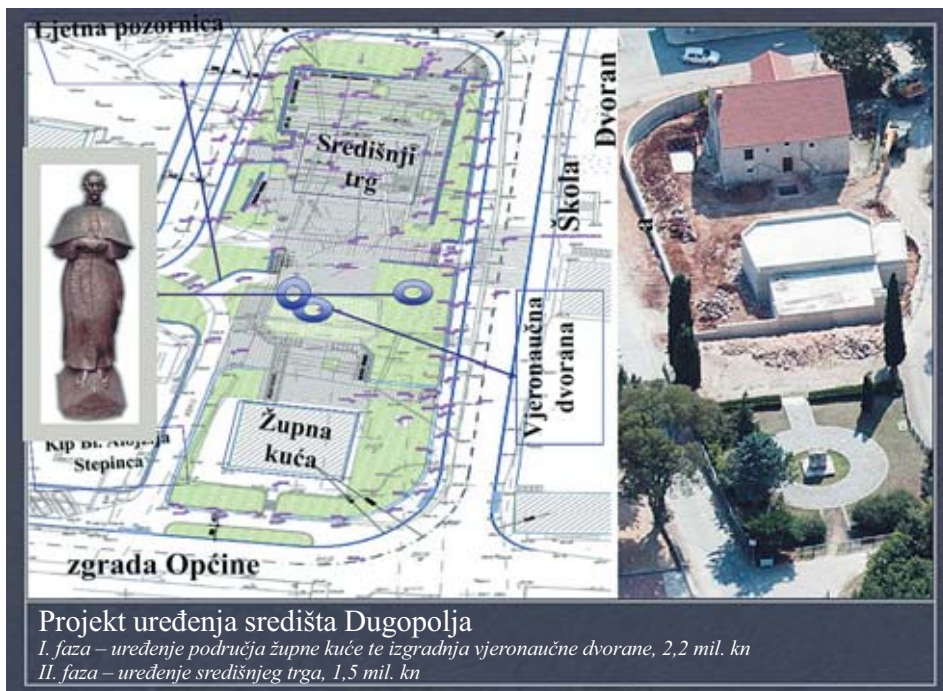 Ljetna pozornica
Središnji
trg
Škola
Dvoran
a
Vjeronaučna
dvorana
Župna
kuća
Kip Bl. Alojzija
Stepinca
zgrada Općine
Projekt uređenja središta Dugopolja
I. faza – uređenje područja župne kuće te izgradnja vjeronaučne dvorane, 2,2 mil. kn
II. faza – uređenje središnjeg trga, 1,5 mil. kn